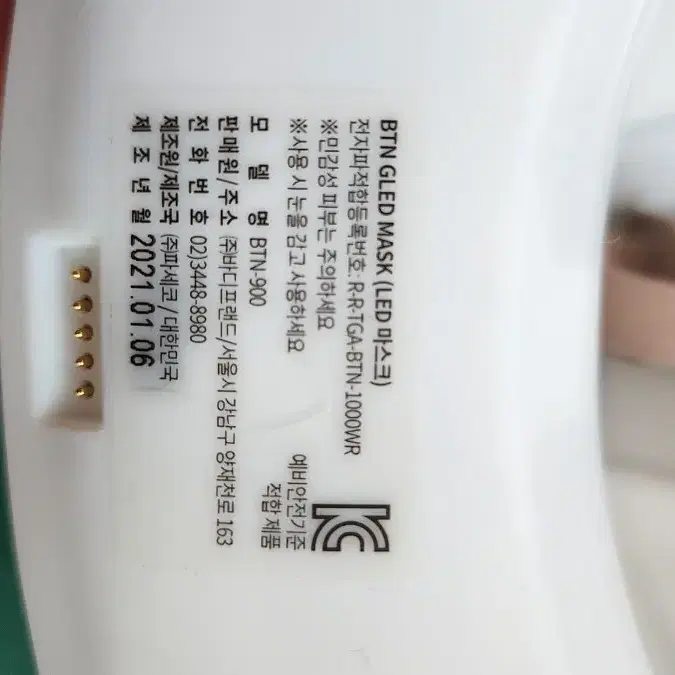 BTN GLED MASK (LED 마스크)
전자파적합등록번호: R-R-TGA-BTN-1000WR
※민감성 피부는 주의하세요
※사용 시 눈을 감고 사용하세요
모 델 명 BTN-900
판매원/주소 ㈜바디프랜드/서울시 강남구 양재천로 163
전 화 번 호 02)3448-8980
제조원/제조국 ㈜파세코 / 대한민국
제 조 년 월 2021.01.06
예비안전기준
적합 제품